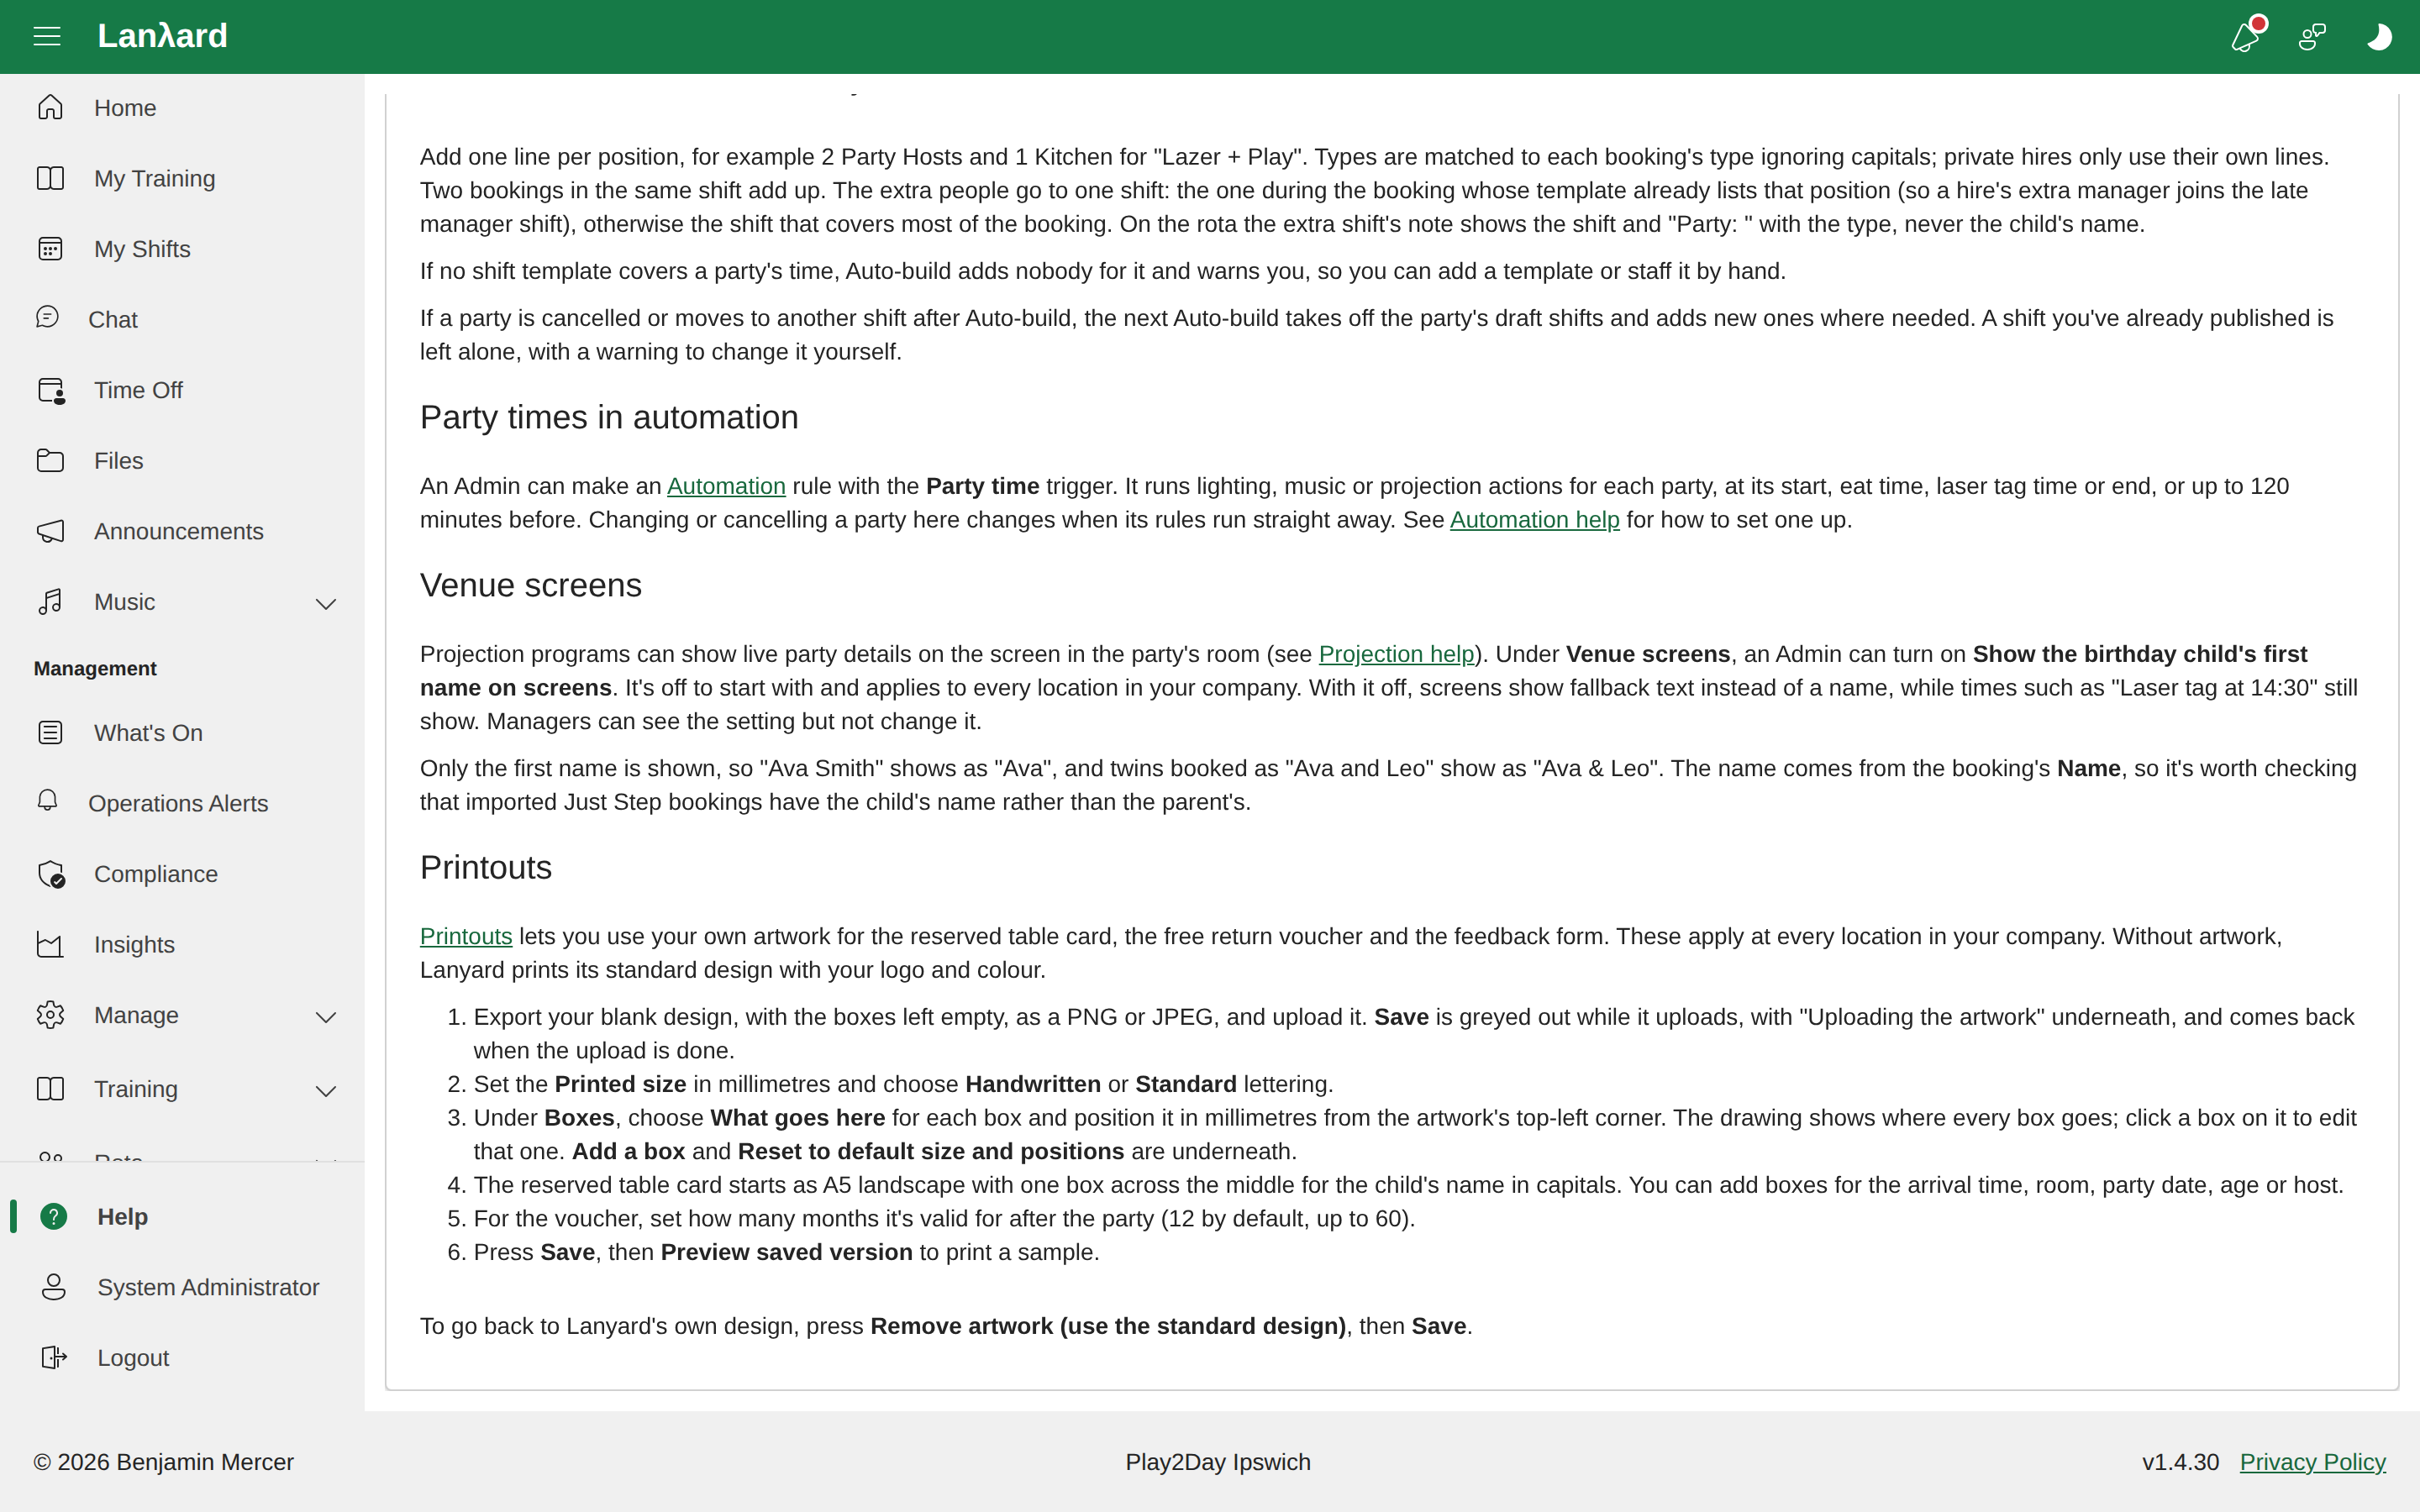 Lanλard
Home
My Training
My Shifts
Chat
Time Off
Files
Announcements
Music
Management
What's On
Operations Alerts
Compliance
Insights
Manage
Training
Help
System Administrator
Logout
Add one line per position, for example 2 Party Hosts and 1 Kitchen for "Lazer + Play". Types are matched to each booking's type ignoring capitals; private hires only use their own lines.
Two bookings in the same shift add up. The extra people go to one shift: the one during the booking whose template already lists that position (so a hire's extra manager joins the late
manager shift), otherwise the shift that covers most of the booking. On the rota the extra shift's note shows the shift and "Party: " with the type, never the child's name.
If no shift template covers a party's time, Auto-build adds nobody for it and warns you, so you can add a template or staff it by hand.
If a party is cancelled or moves to another shift after Auto-build, the next Auto-build takes off the party's draft shifts and adds new ones where needed. A shift you've already published is
left alone, with a warning to change it yourself.
Party times in automation
An Admin can make an Automation rule with the Party time trigger. It runs lighting, music or projection actions for each party, at its start, eat time, laser tag time or end, or up to 120
minutes before. Changing or cancelling a party here changes when its rules run straight away. See Automation help for how to set one up.
Venue screens
Projection programs can show live party details on the screen in the party's room (see Projection help). Under Venue screens, an Admin can turn on Show the birthday child's first
name on screens. It's off to start with and applies to every location in your company. With it off, screens show fallback text instead of a name, while times such as "Laser tag at 14:30" still
show. Managers can see the setting but not change it.
Only the first name is shown, so "Ava Smith" shows as "Ava", and twins booked as "Ava and Leo" show as "Ava & Leo". The name comes from the booking's Name, so it's worth checking
that imported Just Step bookings have the child's name rather than the parent's.
Printouts
Printouts lets you use your own artwork for the reserved table card, the free return voucher and the feedback form. These apply at every location in your company. Without artwork,
Lanyard prints its standard design with your logo and colour.
1. Export your blank design, with the boxes left empty, as a PNG or JPEG, and upload it. Save is greyed out while it uploads, with "Uploading the artwork" underneath, and comes back
when the upload is done.
2. Set the Printed size in millimetres and choose Handwritten or Standard lettering.
3. Under Boxes, choose What goes here for each box and position it in millimetres from the artwork's top-left corner. The drawing shows where every box goes; click a box on it to edit
that one. Add a box and Reset to default size and positions are underneath.
4. The reserved table card starts as A5 landscape with one box across the middle for the child's name in capitals. You can add boxes for the arrival time, room, party date, age or host.
5. For the voucher, set how many months it's valid for after the party (12 by default, up to 60).
6. Press Save, then Preview saved version to print a sample.
To go back to Lanyard's own design, press Remove artwork (use the standard design), then Save.
© 2026 Benjamin Mercer
Play2Day Ipswich
v1.4.30 Privacy Policy